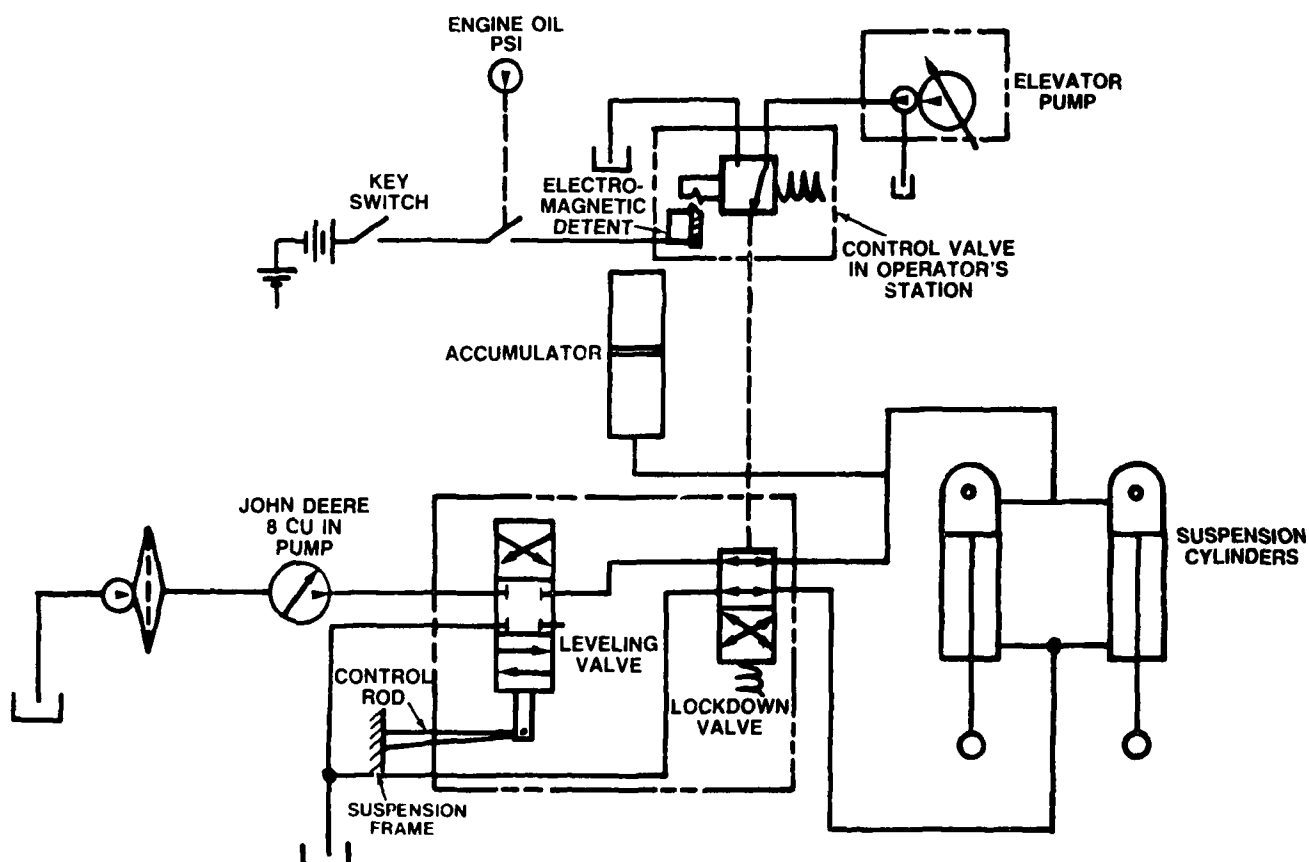 ENGINE OIL
PSI
ELEVATOR
PUMP
KEY
SWITCH
ELECTRO-
MAGNETIC
DETENT
CONTROL VALVE
IN OPERATOR'S
STATION
ACCUMULATOR
JOHN DEERE
8 CU IN
PUMP
SUSPENSION
CYLINDERS
LEVELING
VALVE
CONTROL
ROD
LOCKDOWN
VALVE
SUSPENSION
FRAME